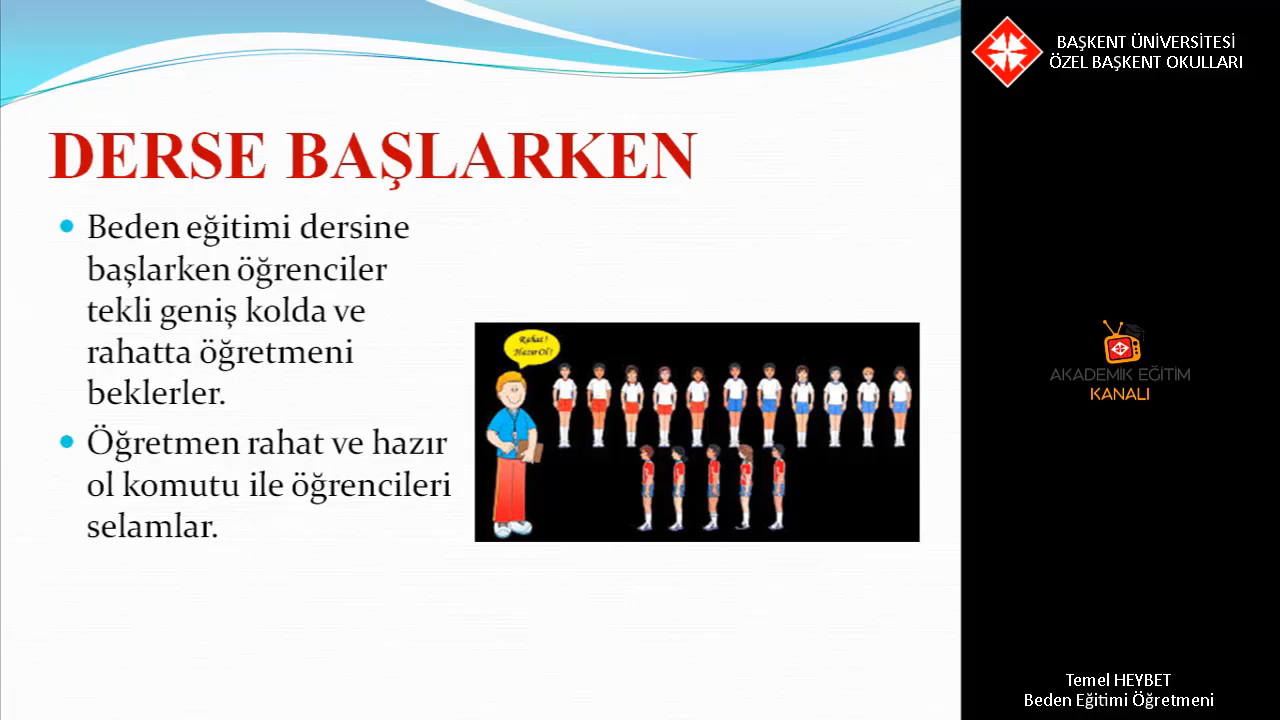 DERSE BAŞLARKEN
Beden eğitimi dersine
başlarken öğrenciler
tekli geniş kolda ve
rahatta öğretmeni
beklerler.
Öğretmen rahat ve hazır
ol komutu ile öğrencileri
selamlar.
Rahat!
Hazır Ol!
BAŞKENT ÜNİVERSİTESİ
ÖZEL BAŞKENT OKULLARI
AKADEMİK EĞİTİM
KANALI
Temel HEYBET
Beden Eğitimi Öğretmeni